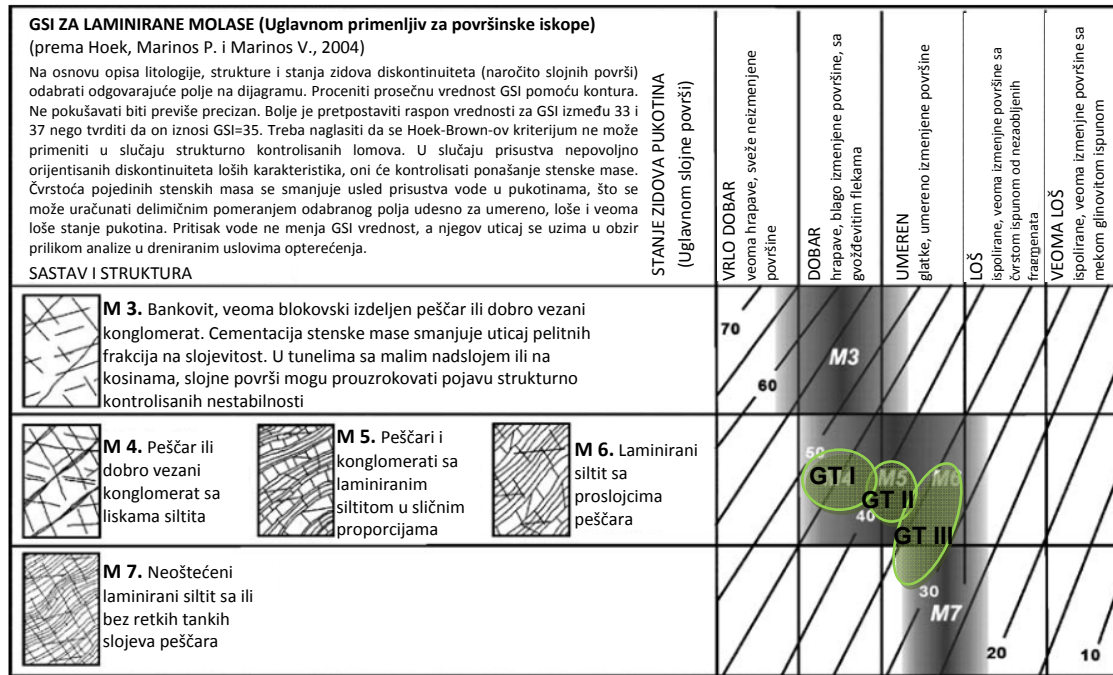 GSI ZA LAMINIRANE MOLASE (Uglavnom primenljiv za površinske iskope)
(prema Hoek, Marinos P. i Marinos V., 2004)
Na osnovu opisa litologije, strukture i stanja zidova diskontinuiteta (naročito slojnih površi)
odabrati odgovarajuće polje na dijagramu. Proceniti prosečnu vrednost GSI pomoću kontura.
Ne pokušavati biti previše precizan. Bolje je pretpostaviti raspon vrednosti za GSI između 33 i
37 nego tvrditi da on iznosi GSI=35. Treba naglasiti da se Hoek-Brown-ov kriterijum ne može
primeniti u slučaju strukturno kontrolisanih lomova. U slučaju prisustva nepovoljno
orijentisanih diskontinuiteta loših karakteristika, oni će kontrolisati ponašanje stenske mase.
Čvrstoća pojedinih stenskih masa se smanjuje usled prisustva vode u pukotinama, što se
može uračunati delimičnim pomeranjem odabranog polja udesno za umereno, loše i veoma
loše stanje pukotina. Pritisak vode ne menja GSI vrednost, a njegov uticaj se uzima u obzir
prilikom analize u dreniranim uslovima opterećenja.
SASTAV I STRUKTURA
STANJE ZIDOVA PUKOTINA
(Uglavnom slojne površi)
VRLO DOBAR
veoma hrapave, sveže neizmenjene
površine
DOBAR
hrapave, blago izmenjene površine, sa
gvožđevitim flekama
UMEREN
glatke, umereno izmenjene površine
LOŠ
ispolirane, veoma izmenjne površine sa
čvrstom ispunom od nezaobljenih
fragmenata
VEOMA LOŠ
ispolirane, veoma izmenjne površine sa
mekom glinovitom ispunom
M 3. Bankovit, veoma blokovski izdeljen peščar ili dobro vezani
konglomerat. Cementacija stenske mase smanjuje uticaj pelitnih
frakcija na slojevitost. U tunelima sa malim nadslojem ili na
kosinama, slojne površi mogu prouzrokovati pojavu strukturno
kontrolisanih nestabilnosti
70
M3
60
M 4. Peščar ili
dobro vezani
konglomerat sa
liskama siltita
M 5. Peščari i
konglomerati sa
laminiranim
siltitom u sličnim
proporcijama
M 6. Laminirani
siltit sa
proslojcima
peščara
50
GT I
M5
M6
GT II
40
GT III
M 7. Neoštećeni
laminirani siltit sa ili
bez retkih tankih
slojeva peščara
30
M7
20
10